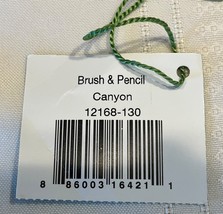 Brush & Pencil
Canyon
12168-130
8 86003 16421 1